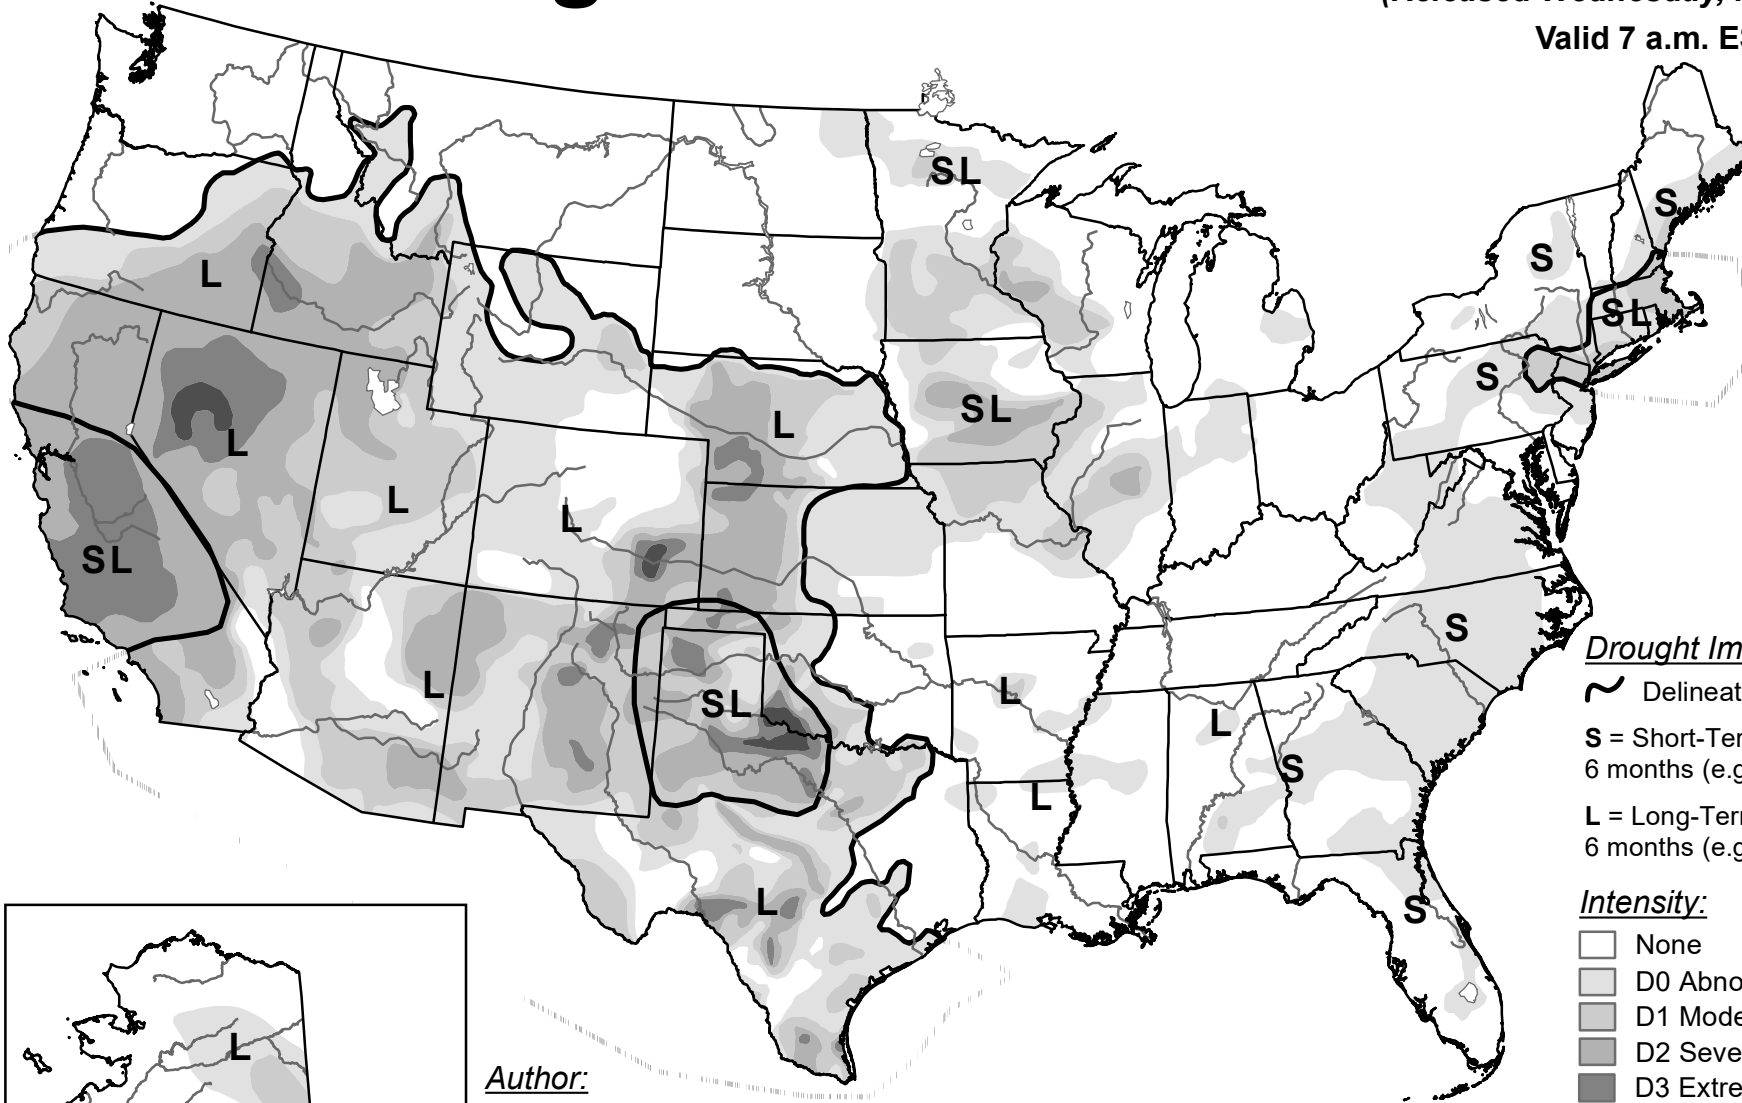 Valid 7 a.m. ES
SL
S
L
S
SL
S
L
SL
L
L
L
SL
S
L
L
SL
L
S
L
L
S
L
Drought Im
Delineat
S = Short-Ter
6 months (e.g
L = Long-Terr
6 months (e.g
Intensity:
None
D0 Abno
D1 Mode
D2 Seve
D3 Extre
L
Author: